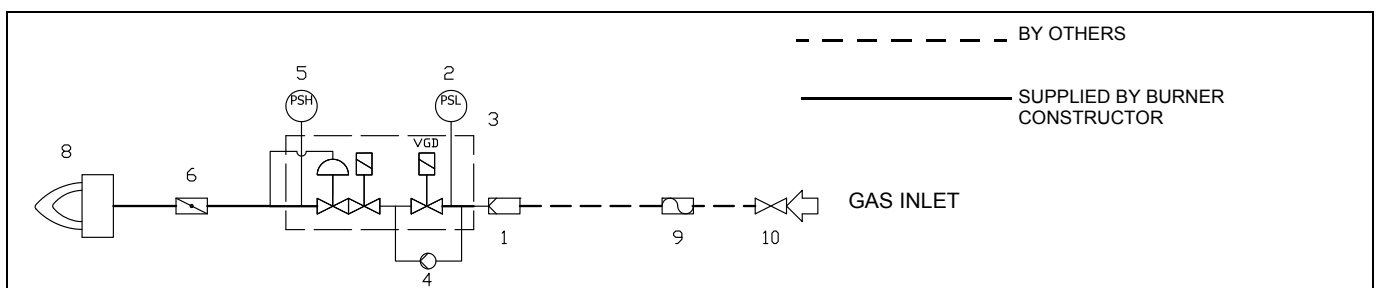 BY OTHERS
5
2
PSH
PSL
3
SUPPLIED BY BURNER
CONSTRUCTOR
VGD
8
6
GAS INLET
1
9
10
4